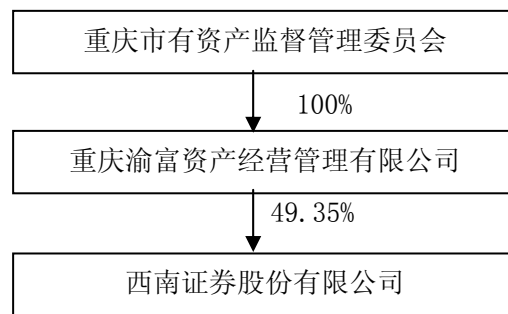 重庆市有资产监督管理委员会
100%
重庆渝富资产经营管理有限公司
49.35%
西南证券股份有限公司